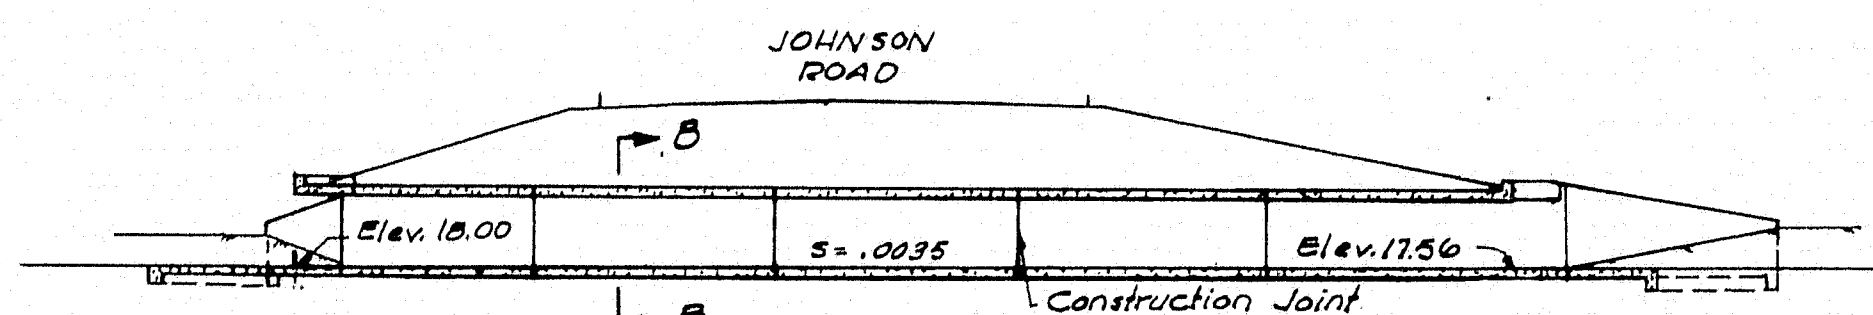 JOHNSON
ROAD
B
Elev. 18.00
S = .0035
Elev. 17.56
Construction Joint
B